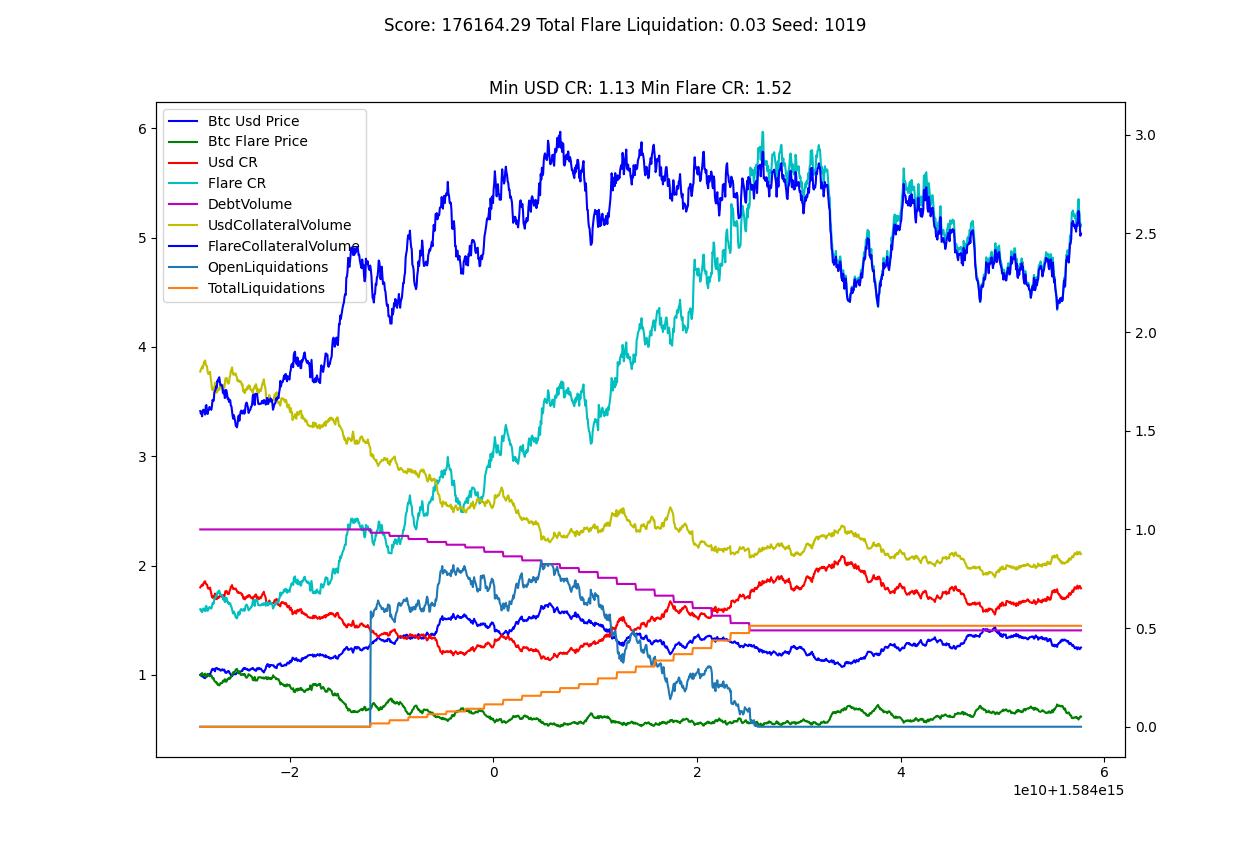 Score: 176164.29 Total Flare Liquidation: 0.03 Seed: 1019
Min USD CR: 1.13 Min Flare CR: 1.52
Btc Usd Price
Btc Flare Price
Usd CR
Flare CR
DebtVolume
UsdCollateralVolume
FlareCollateralVolume
OpenLiquidations
TotalLiquidations
6
5
4
3
2
1
3.0
2.5
2.0
1.5
1.0
0.5
0.0
−2
0
2
4
6
1e10+1.584e15